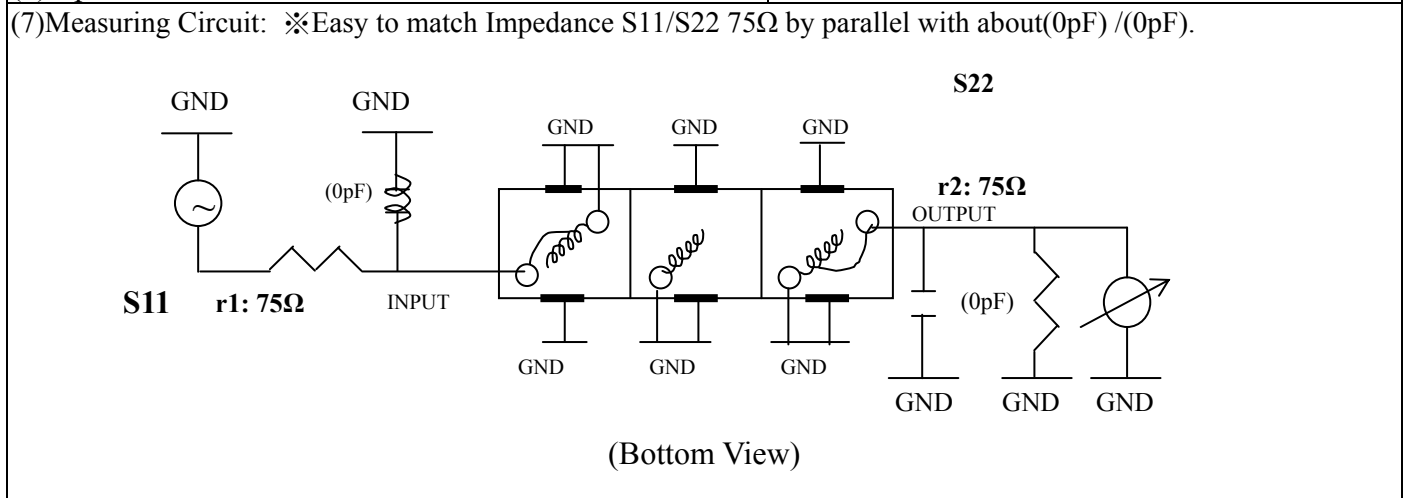 (7)Measuring Circuit: ※Easy to match Impedance S11/S22 75Ω by parallel with about(0pF) /(0pF).
S22
GND GND
GND GND GND
(0pF)
r2: 75Ω
OUTPUT
~
S11 r1: 75Ω INPUT
(0pF)
GND GND GND
GND GND GND
(Bottom View)